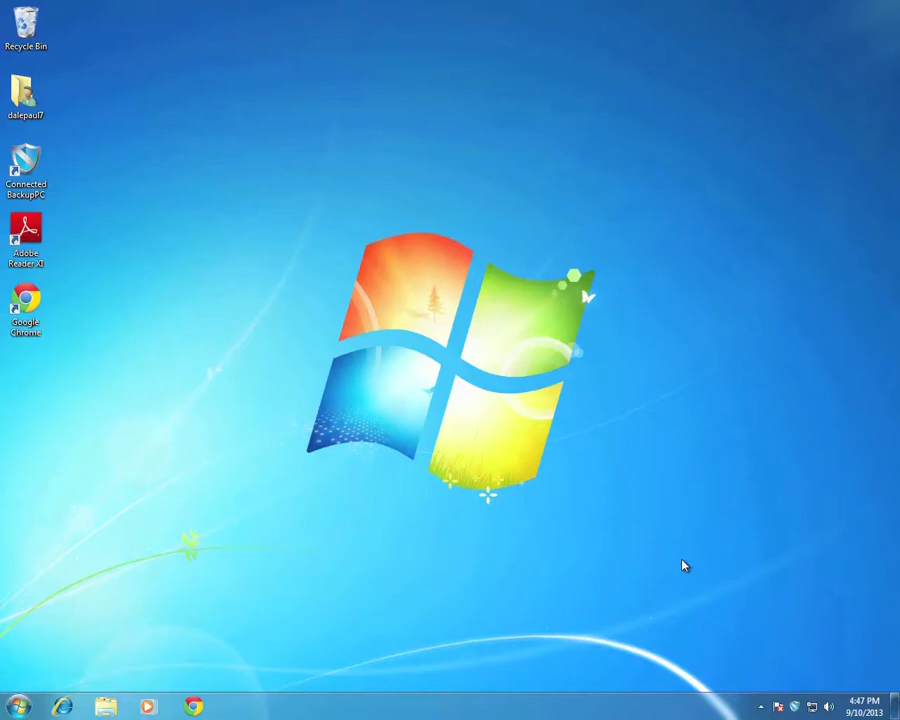 Recycle Bin
dalepaul7
Connected
BackupPC
Adobe
Reader XI
Google
Chrome
4:47 PM
9/10/2013